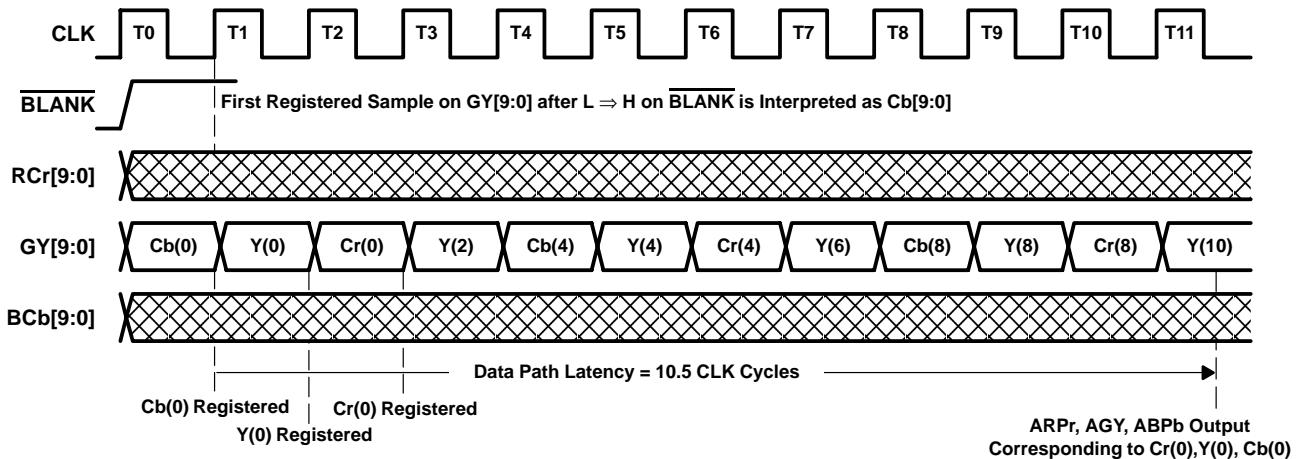 CLK T0 T1 T2 T3 T4 T5 T6 T7 T8 T9 T10 T11
BLANK First Registered Sample on GY[9:0] after L ⇒ H on BLANK is Interpreted as Cb[9:0]
RCr[9:0]
GY[9:0] Cb(0) Y(0) Cr(0) Y(2) Cb(4) Y(4) Cr(4) Y(6) Cb(8) Y(8) Cr(8) Y(10)
BCb[9:0]
Data Path Latency = 10.5 CLK Cycles
Cb(0) Registered Cr(0) Registered
Y(0) Registered
ARPr, AGY, ABPb Output
Corresponding to Cr(0),Y(0), Cb(0)